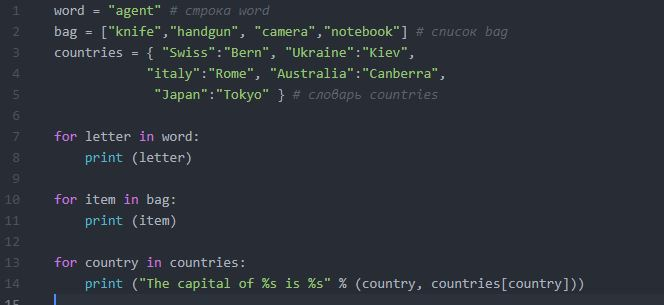 1 word = "agent" # строка word
2 bag = ["knife","handgun", "camera","notebook"] # список bag
3 countries = { "Swiss":"Bern", "Ukraine":"Kiev",
4 "italy":"Rome", "Australia":"Canberra",
5 "Japan":"Tokyo" } # словарь countries
6
7 for letter in word:
8 print (letter)
9
10 for item in bag:
11 print (item)
12
13 for country in countries:
14 print ("The capital of %s is %s" % (country, countries[country]))
15